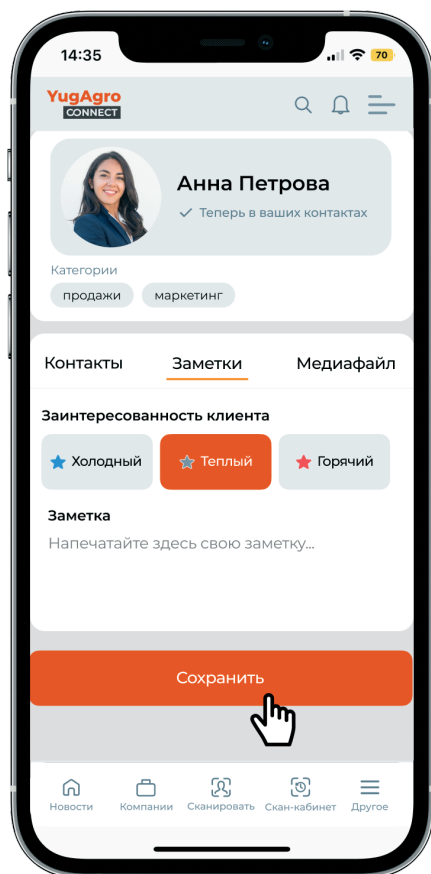 14:35
70
YugAgro
CONNECT
Анна Петрова
Теперь в ваших контактах
Категории
продажи маркетинг
Контакты Заметки Медиафайл
Заинтересованность клиента
Холодный Теплый Горячий
Заметка
Напечатайте здесь свою заметку...
Сохранить
Новости Компании Сканировать Скан-кабинет Другое